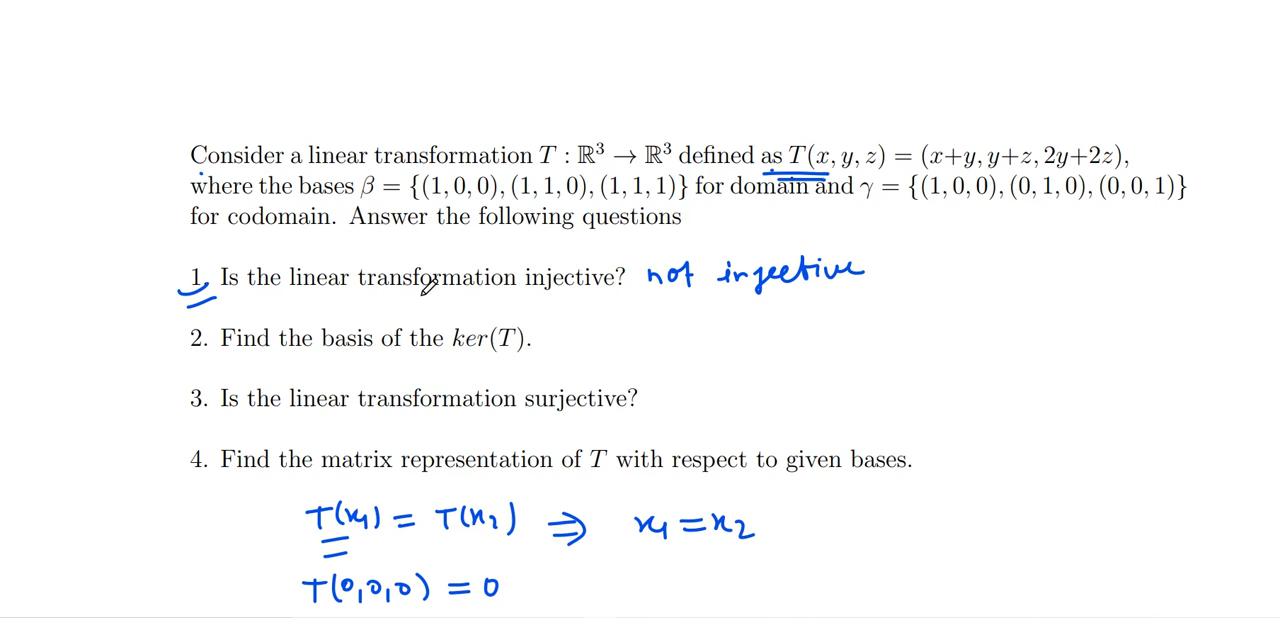 Consider a linear transformation T : ℝ³ → ℝ³ defined as T(x, y, z) = (x+y, y+z, 2y+2z),
where the bases β = {(1, 0, 0), (1, 1, 0), (1, 1, 1)} for domain and γ = {(1, 0, 0), (0, 1, 0), (0, 0, 1)}
for codomain. Answer the following questions
1. Is the linear transformation injective? not injective
2. Find the basis of the ker(T).
3. Is the linear transformation surjective?
4. Find the matrix representation of T with respect to given bases.
T(x₁) = T(x₂) ⇒ x₁ = x₂
T(0,0,0) = 0